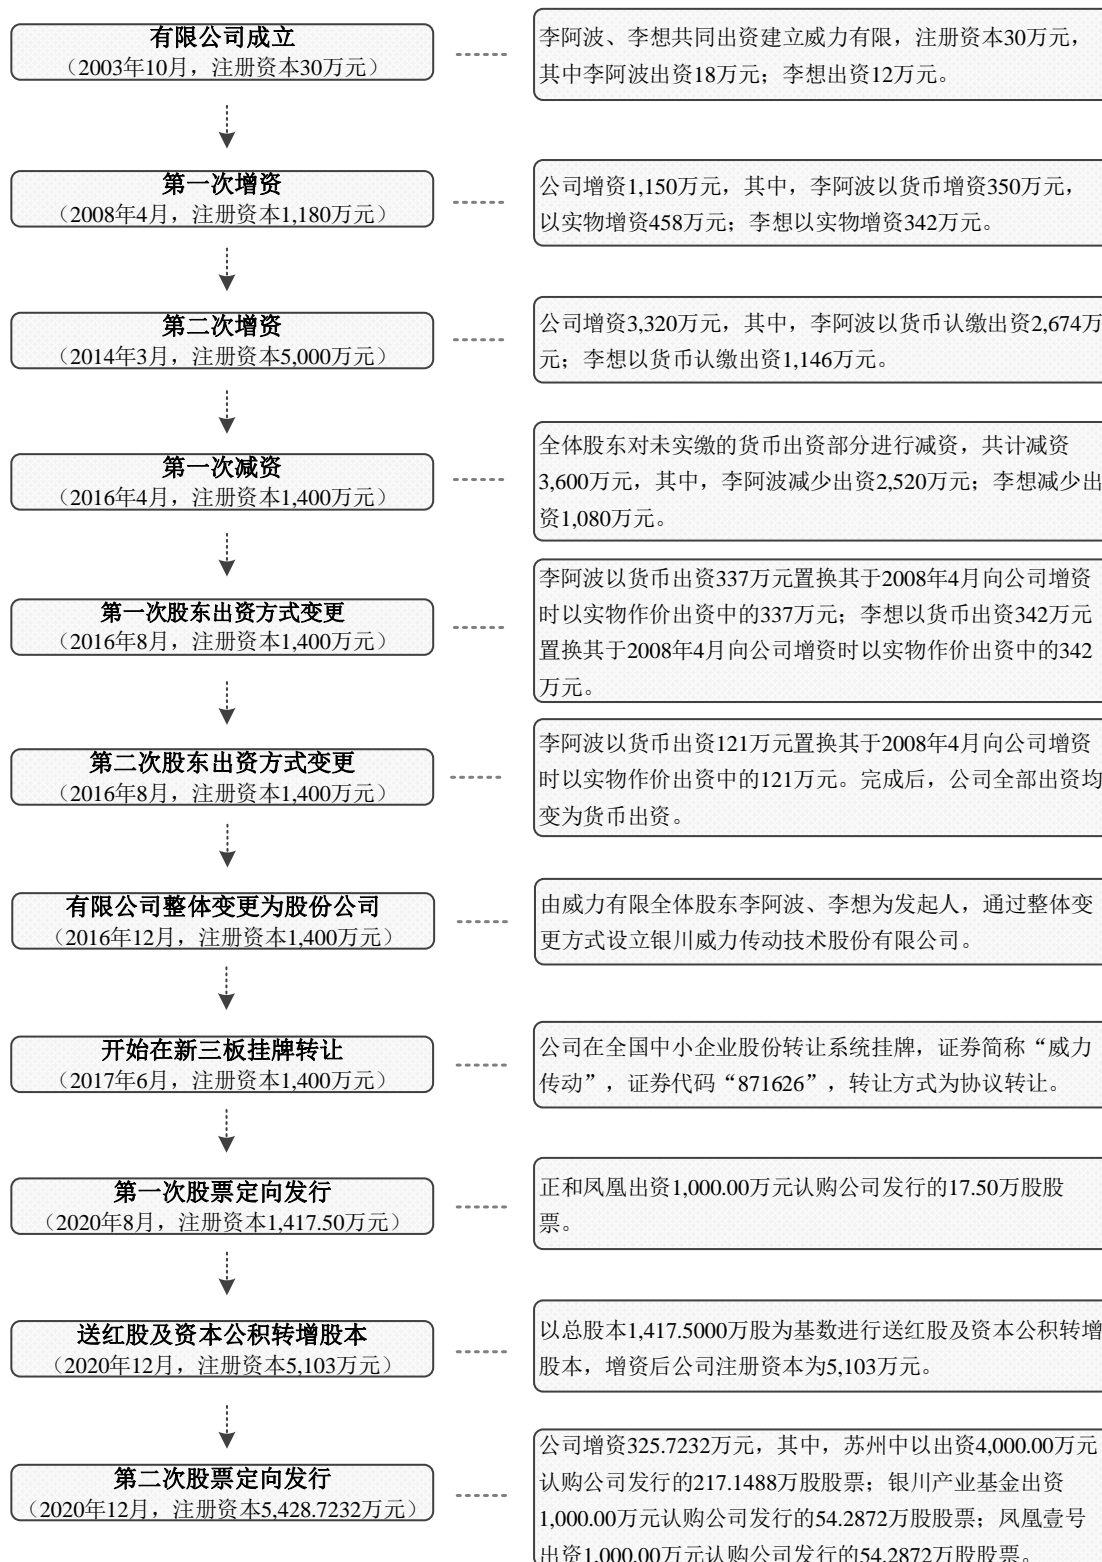 有限公司成立
（2003年10月，注册资本30万元）
李阿波、李想共同出资建立威力有限，注册资本30万元，
其中李阿波出资18万元；李想出资12万元。
第一次增资
（2008年4月，注册资本1,180万元）
公司增资1,150万元，其中，李阿波以货币增资350万元，
以实物增资458万元；李想以实物增资342万元。
第二次增资
（2014年3月，注册资本5,000万元）
公司增资3,320万元，其中，李阿波以货币认缴出资2,674万
元；李想以货币认缴出资1,146万元。
第一次减资
（2016年4月，注册资本1,400万元）
全体股东对未实缴的货币出资部分进行减资，共计减资
3,600万元，其中，李阿波减少出资2,520万元；李想减少出
资1,080万元。
第一次股东出资方式变更
（2016年8月，注册资本1,400万元）
李阿波以货币出资337万元置换其于2008年4月向公司增资
时以实物作价出资中的337万元；李想以货币出资342万元
置换其于2008年4月向公司增资时以实物作价出资中的342
万元。
第二次股东出资方式变更
（2016年8月，注册资本1,400万元）
李阿波以货币出资121万元置换其于2008年4月向公司增资
时以实物作价出资中的121万元。完成后，公司全部出资均
变为货币出资。
有限公司整体变更为股份公司
（2016年12月，注册资本1,400万元）
由威力有限全体股东李阿波、李想为发起人，通过整体变
更方式设立银川威力传动技术股份有限公司。
开始在新三板挂牌转让
（2017年6月，注册资本1,400万元）
公司在全国中小企业股份转让系统挂牌，证券简称“威力
传动”，证券代码“871626”，转让方式为协议转让。
第一次股票定向发行
（2020年8月，注册资本1,417.50万元）
正和凤凰出资1,000.00万元认购公司发行的17.50万股股
票。
送红股及资本公积转增股本
（2020年12月，注册资本5,103万元）
以总股本1,417.5000万股为基数进行送红股及资本公积转增
股本，增资后公司注册资本为5,103万元。
第二次股票定向发行
（2020年12月，注册资本5,428.7232万元）
公司增资325.7232万元，其中，苏州中以出资4,000.00万元
认购公司发行的217.1488万股股票；银川产业基金出资
1,000.00万元认购公司发行的54.2872万股股票；凤凰壹号
出资1,000.00万元认购公司发行的54.2872万股股票。